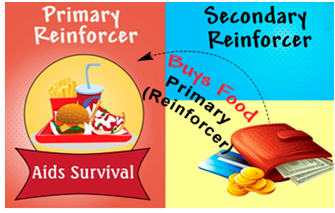 Primary
Reinforcer
Aids Survival
Secondary
Reinforcer
Buys Food
Primary
(Reinforcer)